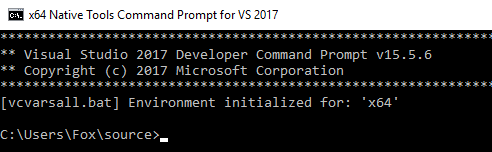 x64 Native Tools Command Prompt for VS 2017
**********************************************************************
** Visual Studio 2017 Developer Command Prompt v15.5.6
** Copyright (c) 2017 Microsoft Corporation
**********************************************************************
[vcvarsall.bat] Environment initialized for: 'x64'
C:\Users\Fox\source>